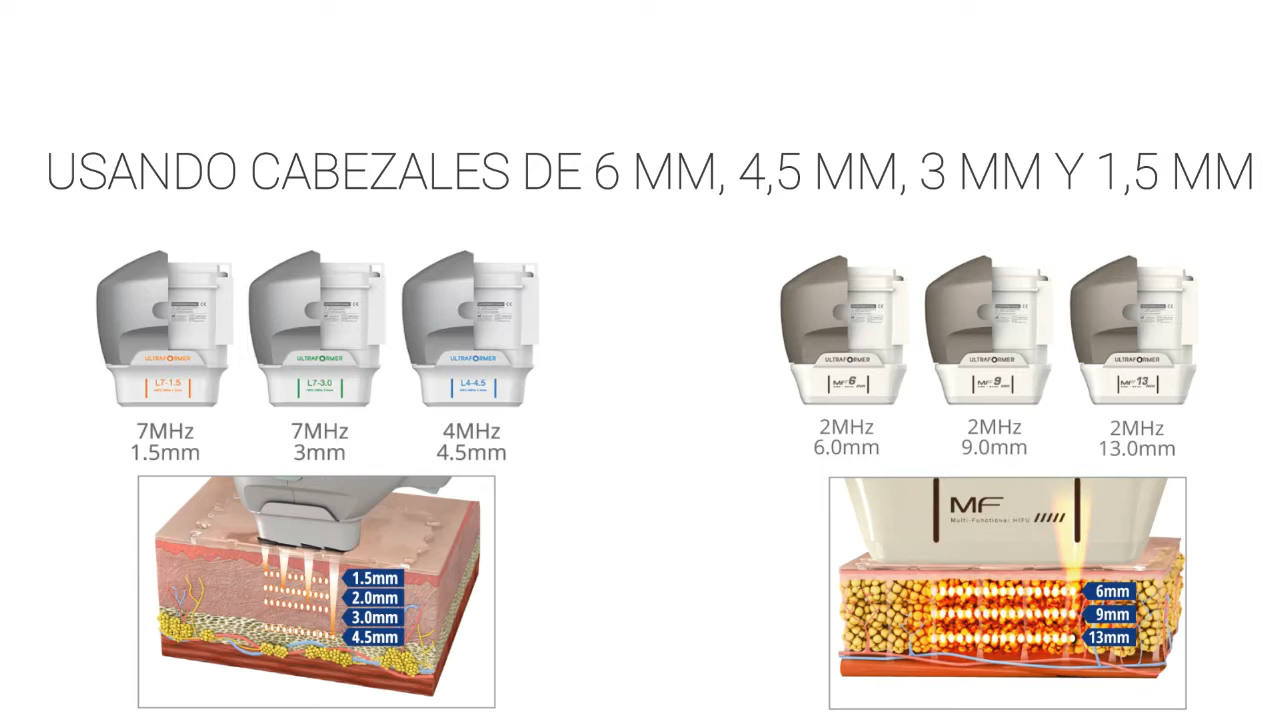 USANDO CABEZALES DE 6 MM, 4,5 MM, 3 MM Y 1,5 MM
ULTRAFORMER
L7-1.5
ULTRAFORMER
L7-3.0
ULTRAFORMER
L4-4.5
ULTRAFORMER
MF6
ULTRAFORMER
MF9
ULTRAFORMER
MF13
7MHz
1.5mm
7MHz
3mm
4MHz
4.5mm
2MHz
6.0mm
2MHz
9.0mm
2MHz
13.0mm
1.5mm
2.0mm
3.0mm
4.5mm
MF
Multi-Functional HIFU
6mm
9mm
13mm